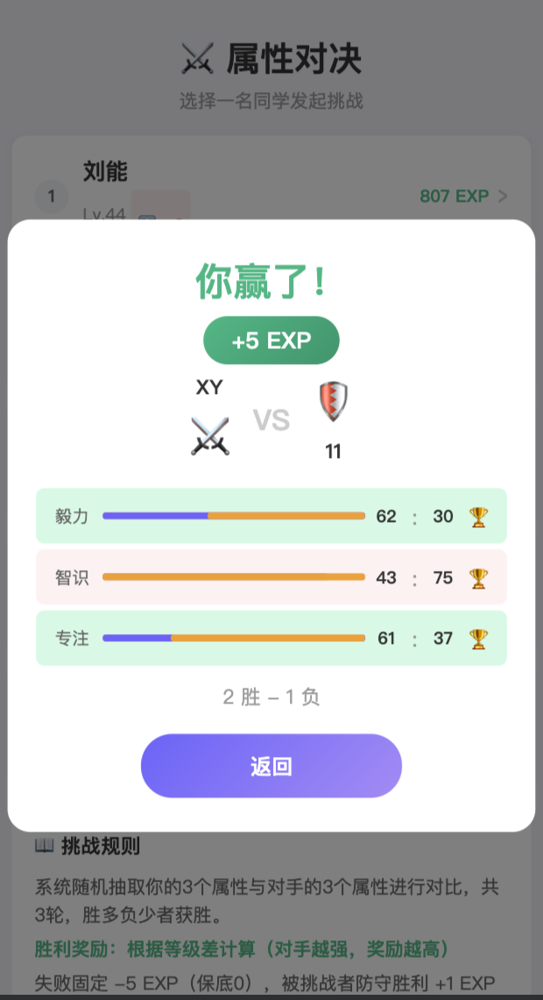 属性对决
选择一名同学发起挑战
刘能
1
807 EXP
Lv.44
你赢了！
+5 EXP
XY
VS
11
毅力 62 : 30
智识 43 : 75
专注 61 : 37
2 胜 – 1 负
返回
挑战规则
系统随机抽取你的3个属性与对手的3个属性进行对比，共
3轮，胜多负少者获胜。
胜利奖励：根据等级差计算（对手越强，奖励越高）
失败固定 –5 EXP（保底0），被挑战者防守胜利 +1 EXP